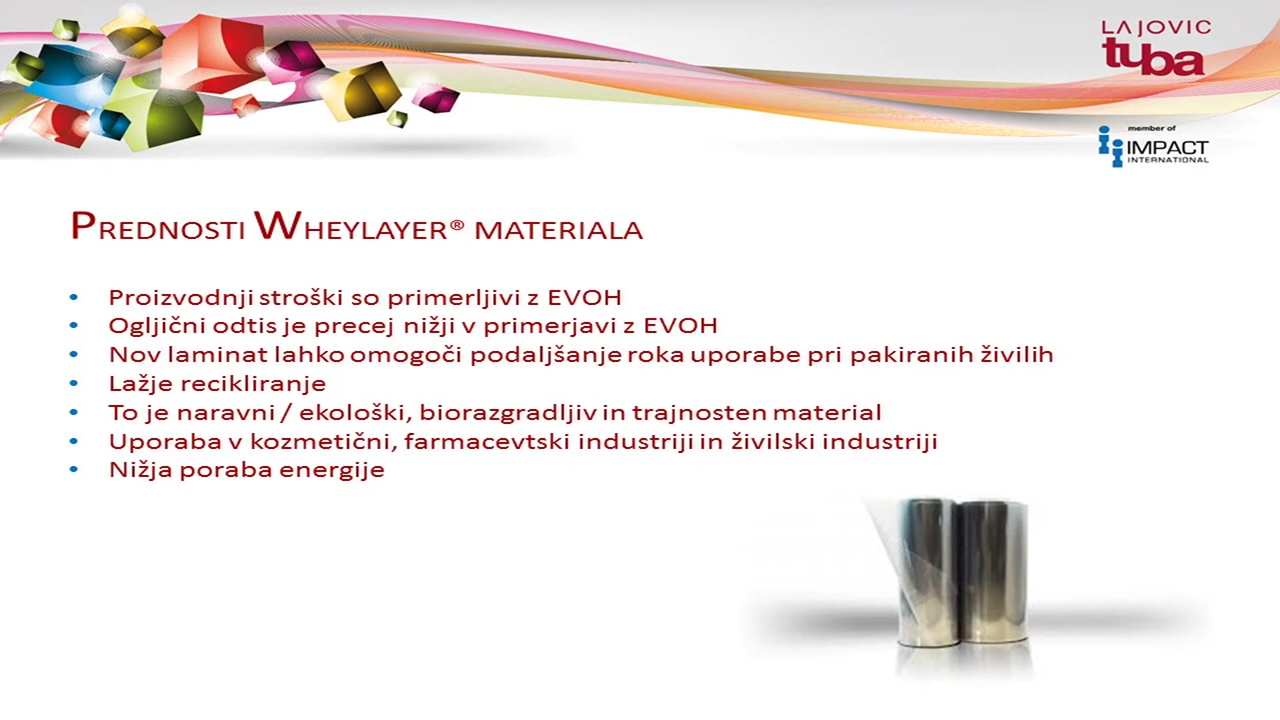 LAJOVIC
tuba
member of
IMPACT
INTERNATIONAL
PREDNOSTI WHEYLAYER® MATERIALA
• Proizvodnji stroški so primerljivi z EVOH
• Ogljični odtis je precej nižji v primerjavi z EVOH
• Nov laminat lahko omogoči podaljšanje roka uporabe pri pakiranih živilih
• Lažje recikliranje
• To je naravni / ekološki, biorazgradljiv in trajnosten material
• Uporaba v kozmetični, farmacevtski industriji in živilski industriji
• Nižja poraba energije